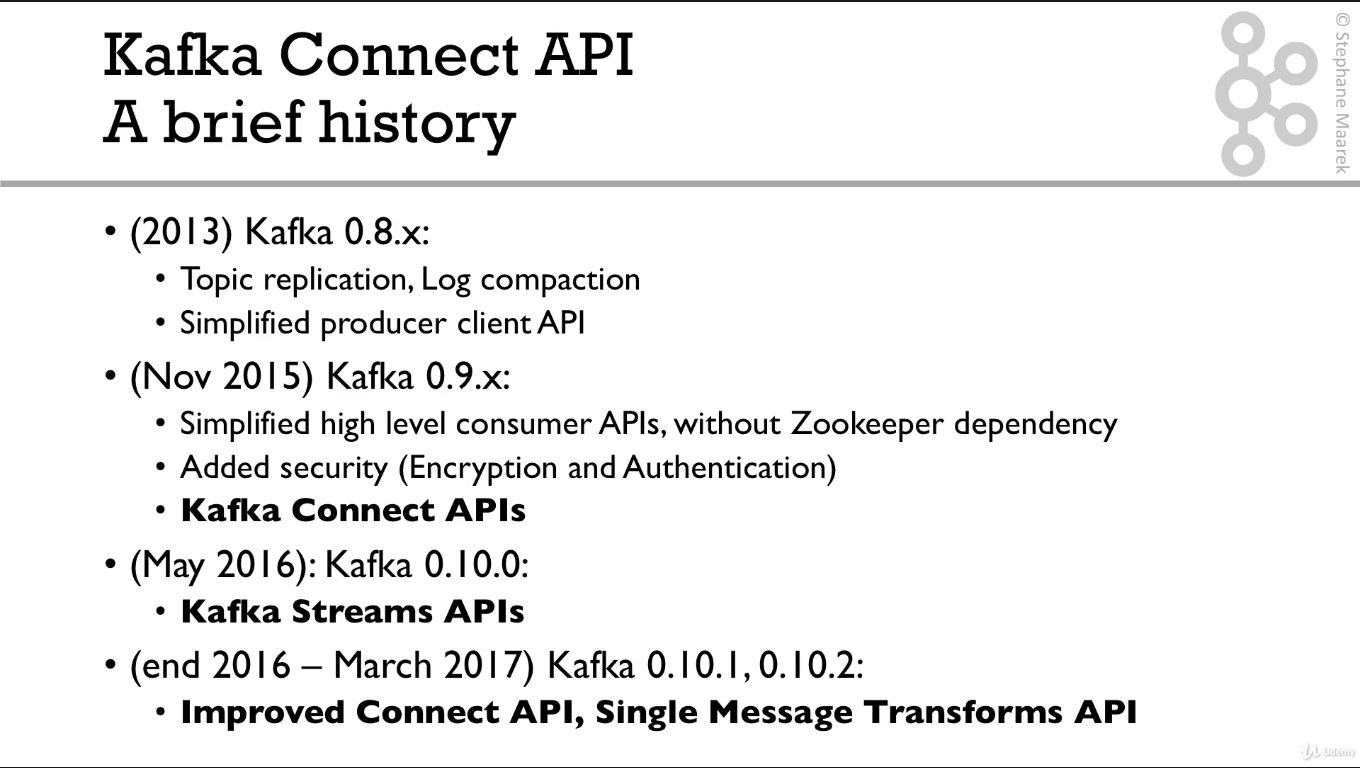 Kafka Connect API
A brief history
© Stephane Maarek
• (2013) Kafka 0.8.x:
• Topic replication, Log compaction
• Simplified producer client API
• (Nov 2015) Kafka 0.9.x:
• Simplified high level consumer APIs, without Zookeeper dependency
• Added security (Encryption and Authentication)
• Kafka Connect APIs
• (May 2016): Kafka 0.10.0:
• Kafka Streams APIs
• (end 2016 – March 2017) Kafka 0.10.1, 0.10.2:
• Improved Connect API, Single Message Transforms API
Udemy